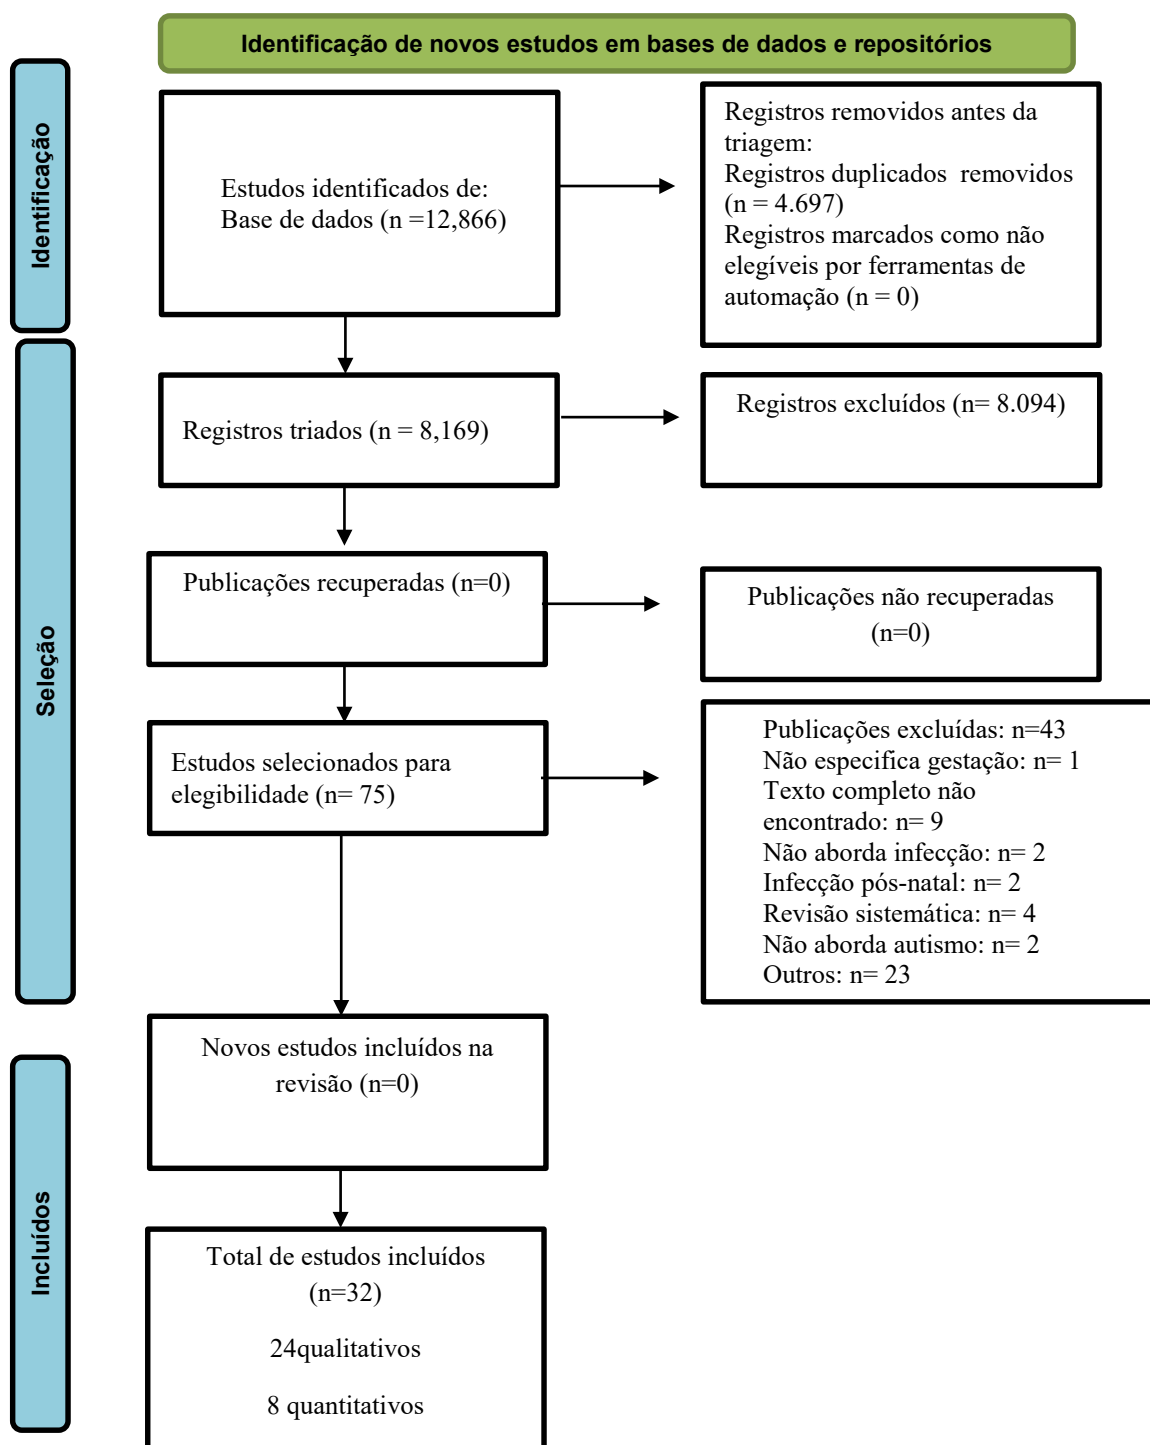 Identificação de novos estudos em bases de dados e repositórios
Identificação
Estudos identificados de:
Base de dados (n =12,866)
Registros removidos antes da
triagem:
Registros duplicados  removidos
(n = 4.697)
Registros marcados como não
elegíveis por ferramentas de
automação (n = 0)
Seleção
Registros triados (n = 8,169)
Registros excluídos (n= 8.094)
Publicações recuperadas (n=0)
Publicações não recuperadas
(n=0)
Estudos selecionados para
elegibilidade (n= 75)
Publicações excluídas: n=43
Não especifica gestação: n= 1
Texto completo não
encontrado: n= 9
Não aborda infecção: n= 2
Infecção pós-natal: n= 2
Revisão sistemática: n= 4
Não aborda autismo: n= 2
Outros: n= 23
Incluídos
Novos estudos incluídos na
revisão (n=0)
Total de estudos incluídos
(n=32)
24qualitativos
8 quantitativos